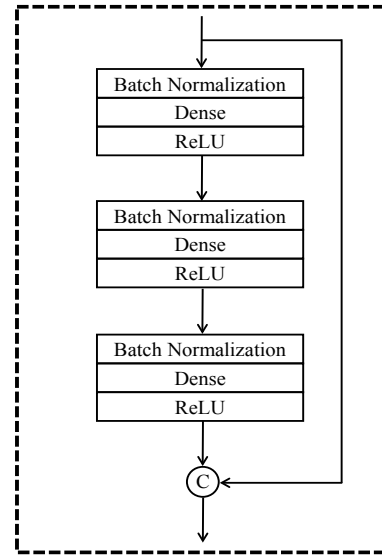 Batch Normalization
Dense
ReLU
Batch Normalization
Dense
ReLU
Batch Normalization
Dense
ReLU
C